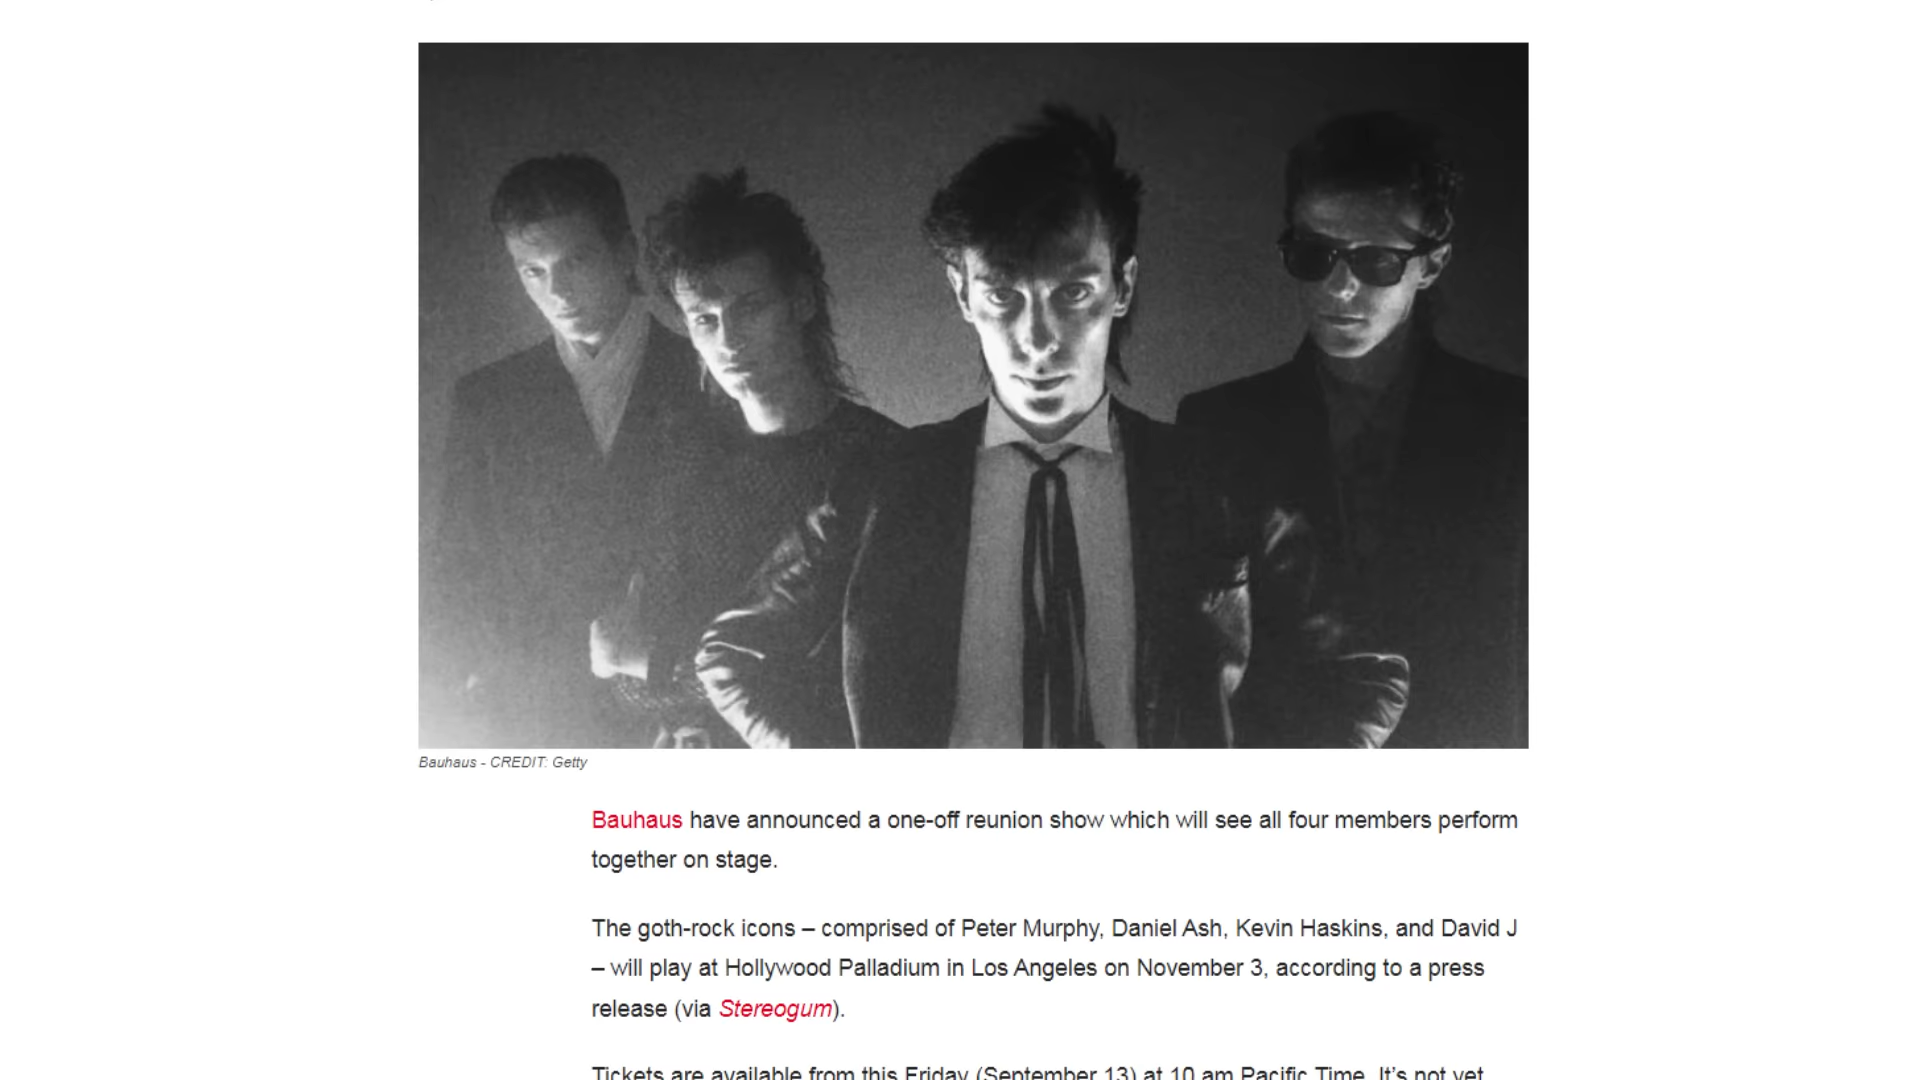 Bauhaus - CREDIT: Getty
Bauhaus have announced a one-off reunion show which will see all four members perform
together on stage.
The goth-rock icons – comprised of Peter Murphy, Daniel Ash, Kevin Haskins, and David J
– will play at Hollywood Palladium in Los Angeles on November 3, according to a press
release (via Stereogum).
Tickets are available from this Friday (September 13) at 10 am Pacific Time. It’s not yet